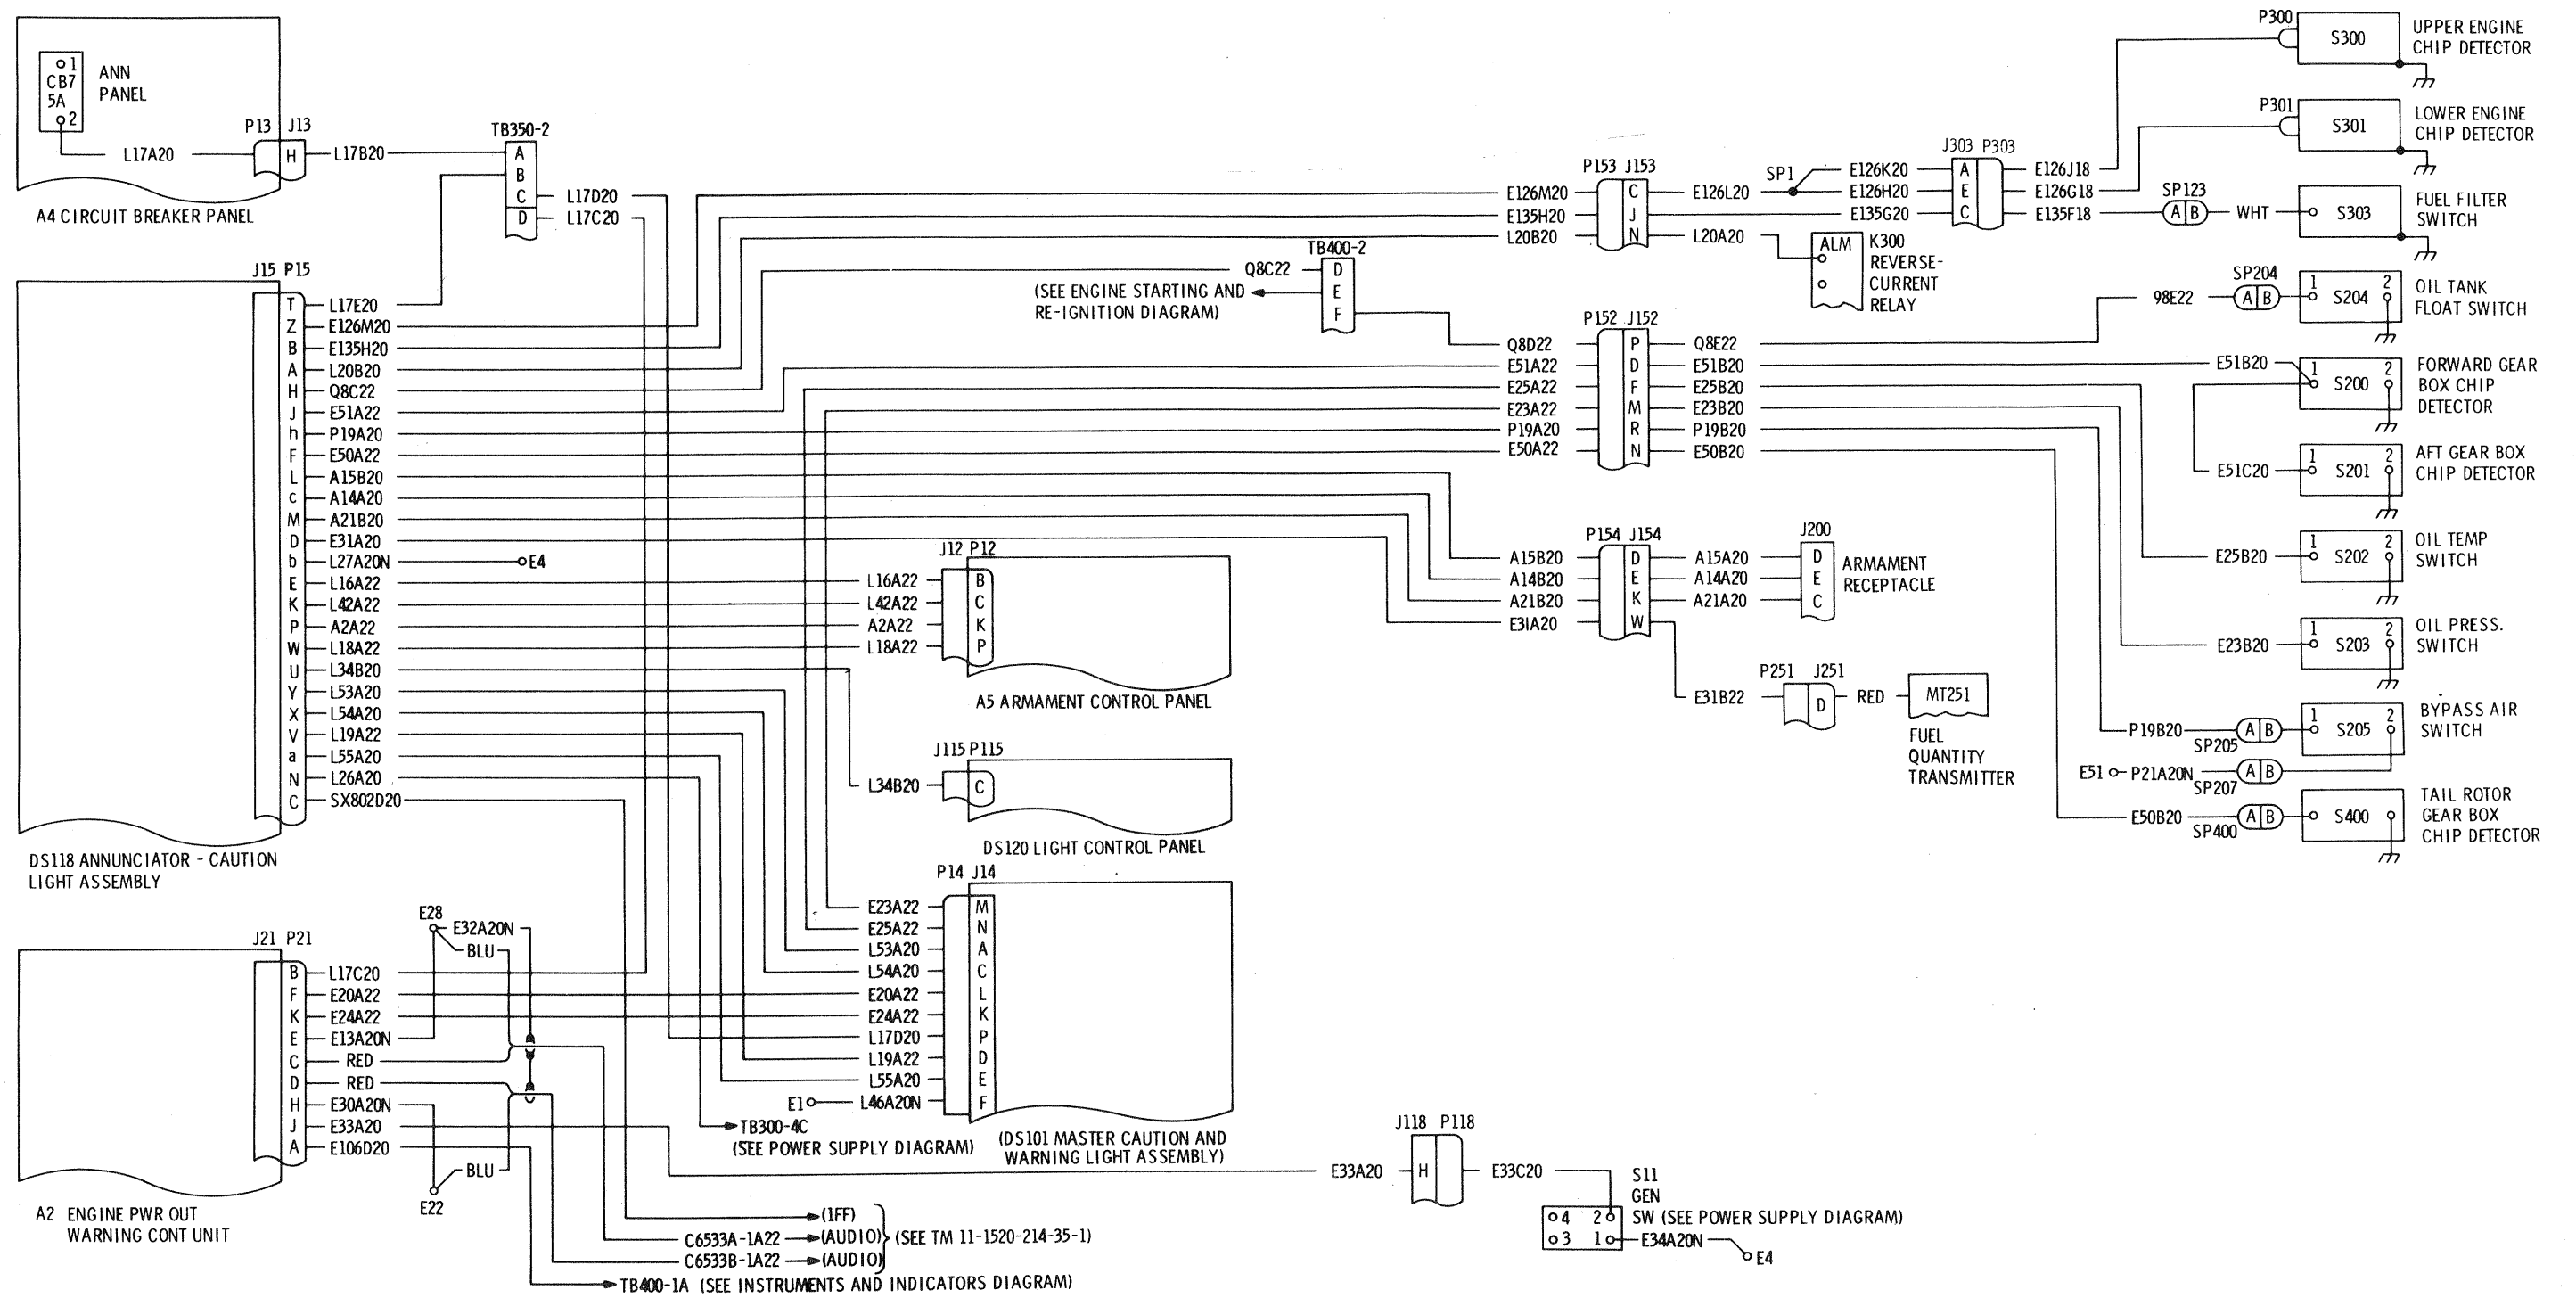 1
CB7
5A
2
ANN
PANEL
P13 J13
L17A20
H
L17B20
A4 CIRCUIT BREAKER PANEL
TB350-2
A
B
C
D
L17D20
L17C20
J15 P15
T L17E20
Z E126M20
B E135H20
A L20B20
H Q8C22
J E51A22
h P19A20
F E50A22
L A15B20
c A14A20
M A21B20
D E31A20
b L27A20N E4
E L16A22
K L42A22
P A2A22
W L18A22
U L34B20
Y L53A20
X L54A20
V L19A22
a L55A20
N L26A20
C SX802D20
DS118 ANNUNCIATOR - CAUTION
LIGHT ASSEMBLY
J21 P21
B L17C20
F E20A22
K E24A22
E E13A20N
C RED
D RED
H E30A20N
J E33A20
A E106D20
A2 ENGINE PWR OUT
WARNING CONT UNIT
E28
E32A20N
BLU
BLU
E22
J12 P12
L16A22 B
L42A22 C
A2A22 K
L18A22 P
A5 ARMAMENT CONTROL PANEL
J115 P115
L34B20 C
DS120 LIGHT CONTROL PANEL
P14 J14
E23A22 M
E25A22 N
L53A20 A
L54A20 C
E20A22 L
E24A22 K
L17D20 P
L19A22 D
L55A20 E
E1 L46A20N F
(DS101 MASTER CAUTION AND
WARNING LIGHT ASSEMBLY)
TB300-4C
(SEE POWER SUPPLY DIAGRAM)
(1FF)
C6533A-1A22 (AUDIO)
C6533B-1A22 (AUDIO)
(SEE TM 11-1520-214-35-1)
TB400-1A (SEE INSTRUMENTS AND INDICATORS DIAGRAM)
TB400-2
Q8C22 D
E
F
(SEE ENGINE STARTING AND
RE-IGNITION DIAGRAM)
P153 J153
E126M20 C E126L20
E135H20 J
L20B20 N L20A20
SP1
E126K20
E126H20
E135G20
J303 P303
A E126J18
E E126G18
C E135F18
ALM
K300
REVERSE-
CURRENT
RELAY
P152 J152
Q8D22 P Q8E22
E51A22 D E51B20
E25A22 F E25B20
E23A22 M E23B20
P19A20 R P19B20
E50A22 N E50B20
P154 J154
A15B20 D A15A20
A14B20 E A14A20
A21B20 K A21A20
E31A20 W
J200
D
E
C
ARMAMENT
RECEPTACLE
E31B22
P251 J251
D
RED
MT251
FUEL
QUANTITY
TRANSMITTER
J118 P118
E33A20 H E33C20
S11
GEN
SW (SEE POWER SUPPLY DIAGRAM)
4 2
3 1
E34A20N
E4
P300
S300
UPPER ENGINE
CHIP DETECTOR
P301
S301
LOWER ENGINE
CHIP DETECTOR
SP123
A B
WHT
S303
FUEL FILTER
SWITCH
98E22
SP204
A B
1 S204 2
OIL TANK
FLOAT SWITCH
E51B20
1 S200 2
FORWARD GEAR
BOX CHIP
DETECTOR
E51C20
1 S201 2
AFT GEAR BOX
CHIP DETECTOR
E25B20
1 S202 2
OIL TEMP
SWITCH
E23B20
1 S203 2
OIL PRESS.
SWITCH
P19B20
SP205
A B
1 S205 2
BYPASS AIR
SWITCH
E51 P21A20N
SP207
A B
E50B20
SP400
A B
S400
TAIL ROTOR
GEAR BOX
CHIP DETECTOR